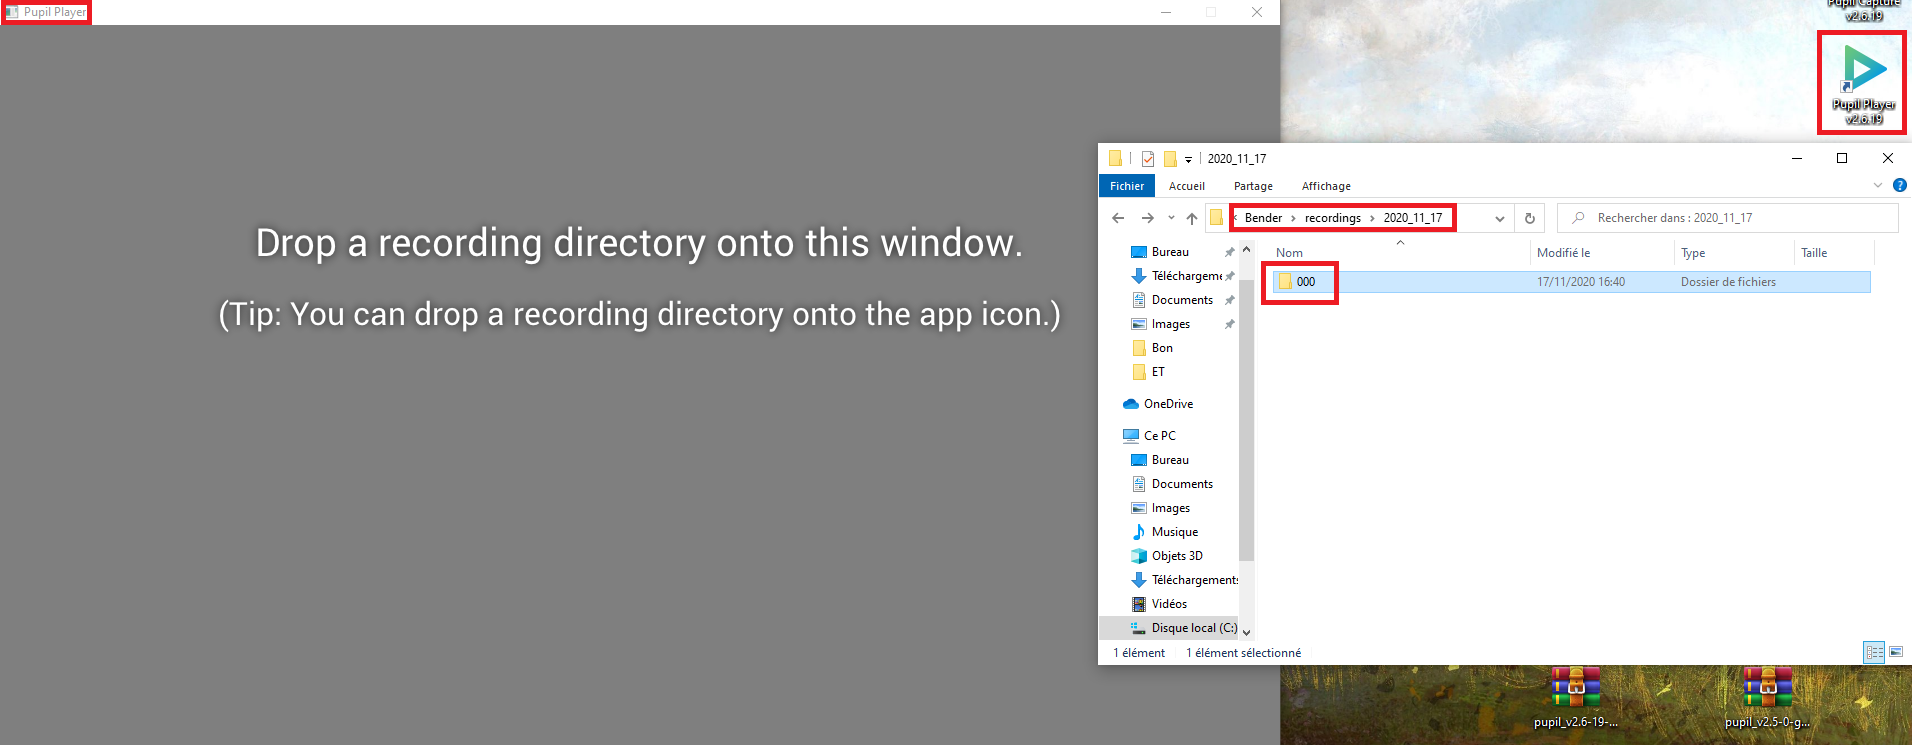 Pupil Player
Drop a recording directory onto this window.
(Tip: You can drop a recording directory onto the app icon.)
Pupil Capture
v2.6.19
Pupil Player
v2.6.19
2020_11_17
Fichier Accueil Partage Affichage
Bender recordings 2020_11_17
Rechercher dans : 2020_11_17
Bureau
Téléchargeme
Documents
Images
Bon
ET
OneDrive
Ce PC
Bureau
Documents
Images
Musique
Objets 3D
Téléchargements
Vidéos
Disque local (C:)
Nom Modifié le Type Taille
000 17/11/2020 16:40 Dossier de fichiers
1 élément 1 élément sélectionné
pupil_v2.6-19-...
pupil_v2.5-0-g...